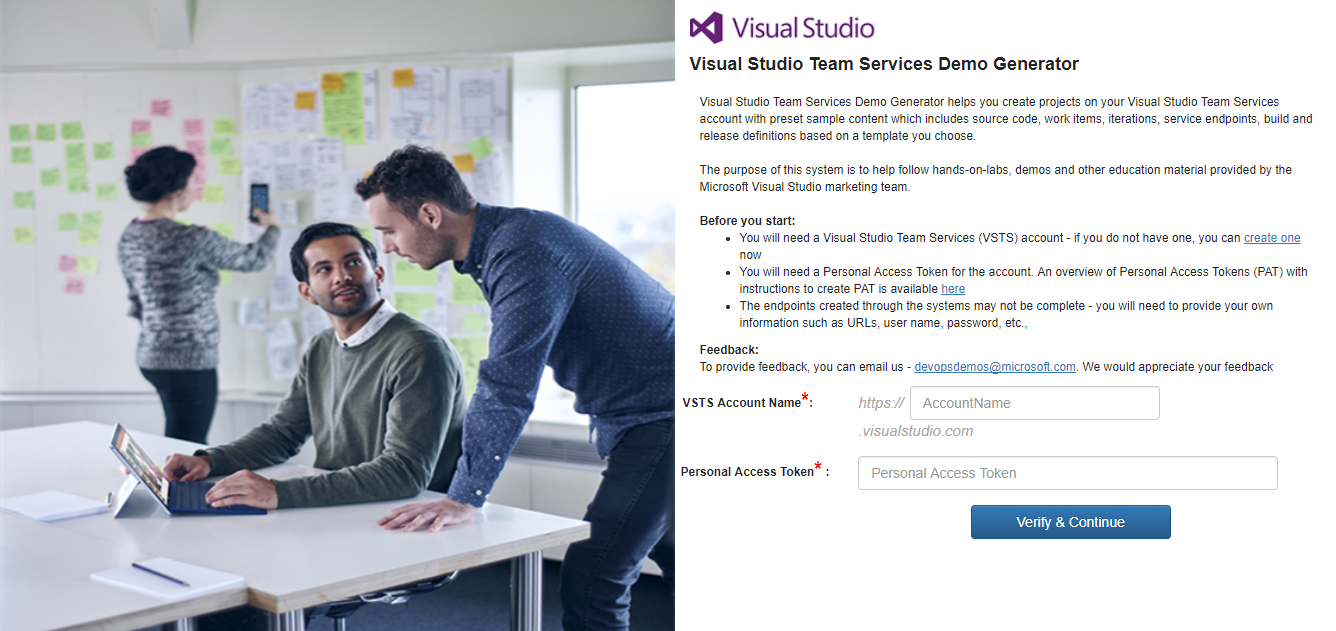 Visual Studio
Visual Studio Team Services Demo Generator
Visual Studio Team Services Demo Generator helps you create projects on your Visual Studio Team Services
account with preset sample content which includes source code, work items, iterations, service endpoints, build and
release definitions based on a template you choose.
The purpose of this system is to help follow hands-on-labs, demos and other education material provided by the
Microsoft Visual Studio marketing team.
Before you start:
• You will need a Visual Studio Team Services (VSTS) account - if you do not have one, you can create one
now
• You will need a Personal Access Token for the account. An overview of Personal Access Tokens (PAT) with
instructions to create PAT is available here
• The endpoints created through the systems may not be complete - you will need to provide your own
information such as URLs, user name, password, etc.,
Feedback:
To provide feedback, you can email us - devopsdemos@microsoft.com. We would appreciate your feedback
VSTS Account Name*: https:// AccountName
.visualstudio.com
Personal Access Token* : Personal Access Token
Verify & Continue